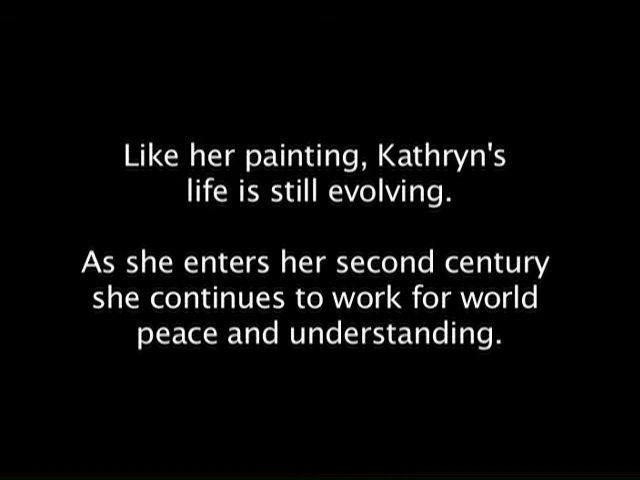 Like her painting, Kathryn's
life is still evolving.
As she enters her second century
she continues to work for world
peace and understanding.